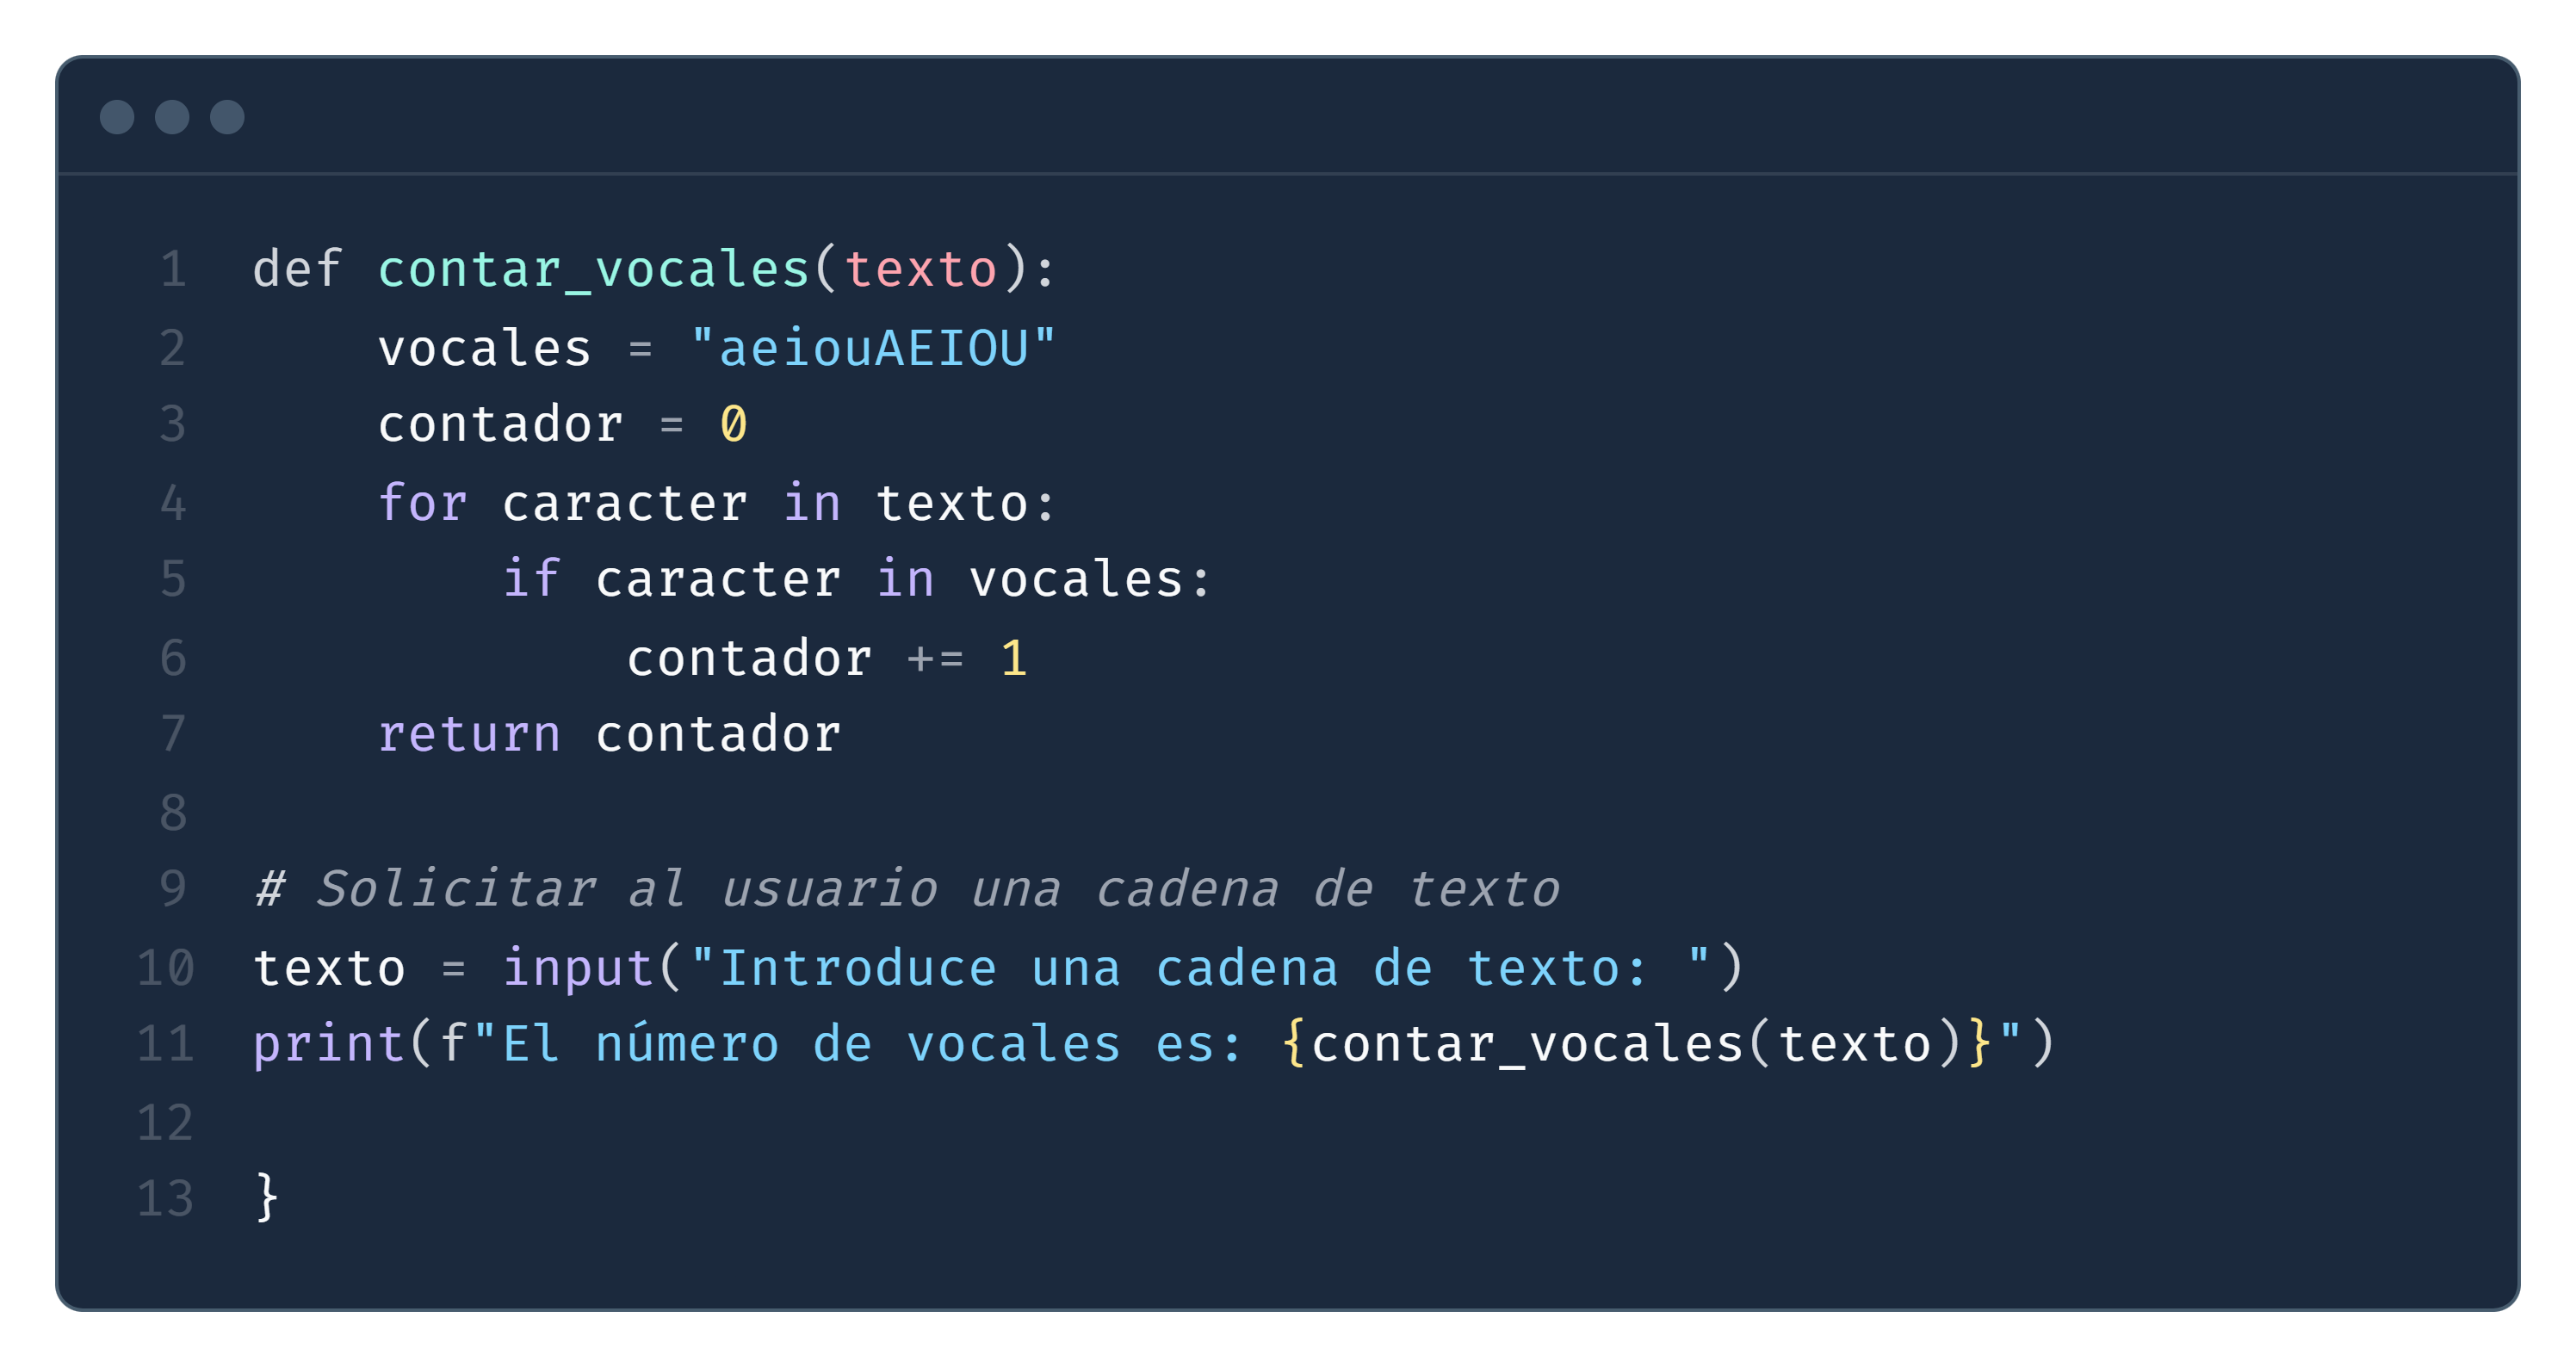 1 def contar_vocales(texto):
2     vocales = "aeiouAEIOU"
3     contador = 0
4     for caracter in texto:
5         if caracter in vocales:
6             contador += 1
7     return contador
8
9 # Solicitar al usuario una cadena de texto
10 texto = input("Introduce una cadena de texto: ")
11 print(f"El número de vocales es: {contar_vocales(texto)}")
12
13 }